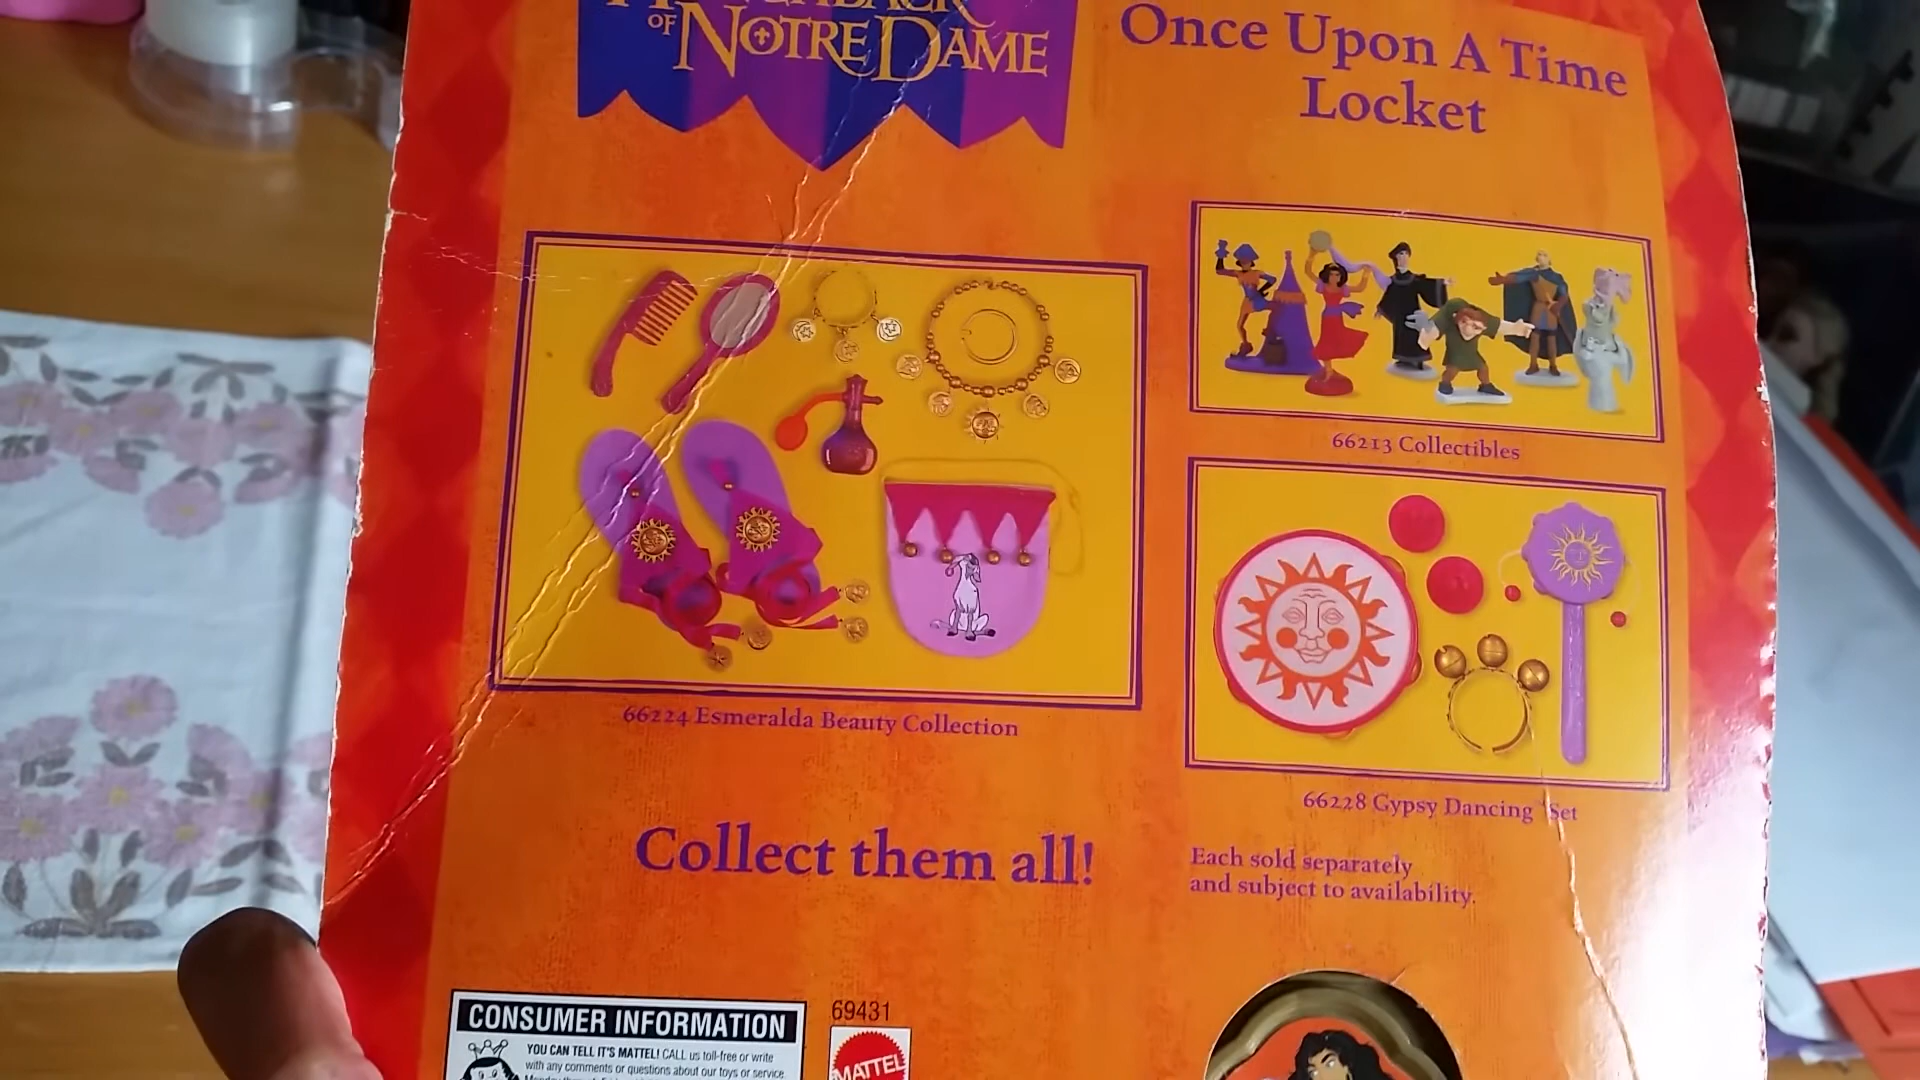 OF NOTRE DAME
Once Upon A Time
Locket
66213 Collectibles
66224 Esmeralda Beauty Collection
66228 Gypsy Dancing Set
Collect them all!
Each sold separately
and subject to availability.
CONSUMER INFORMATION
YOU CAN TELL IT'S MATTEL! CALL us toll-free or write
with any comments or questions about our toys or service.
69431
MATTEL